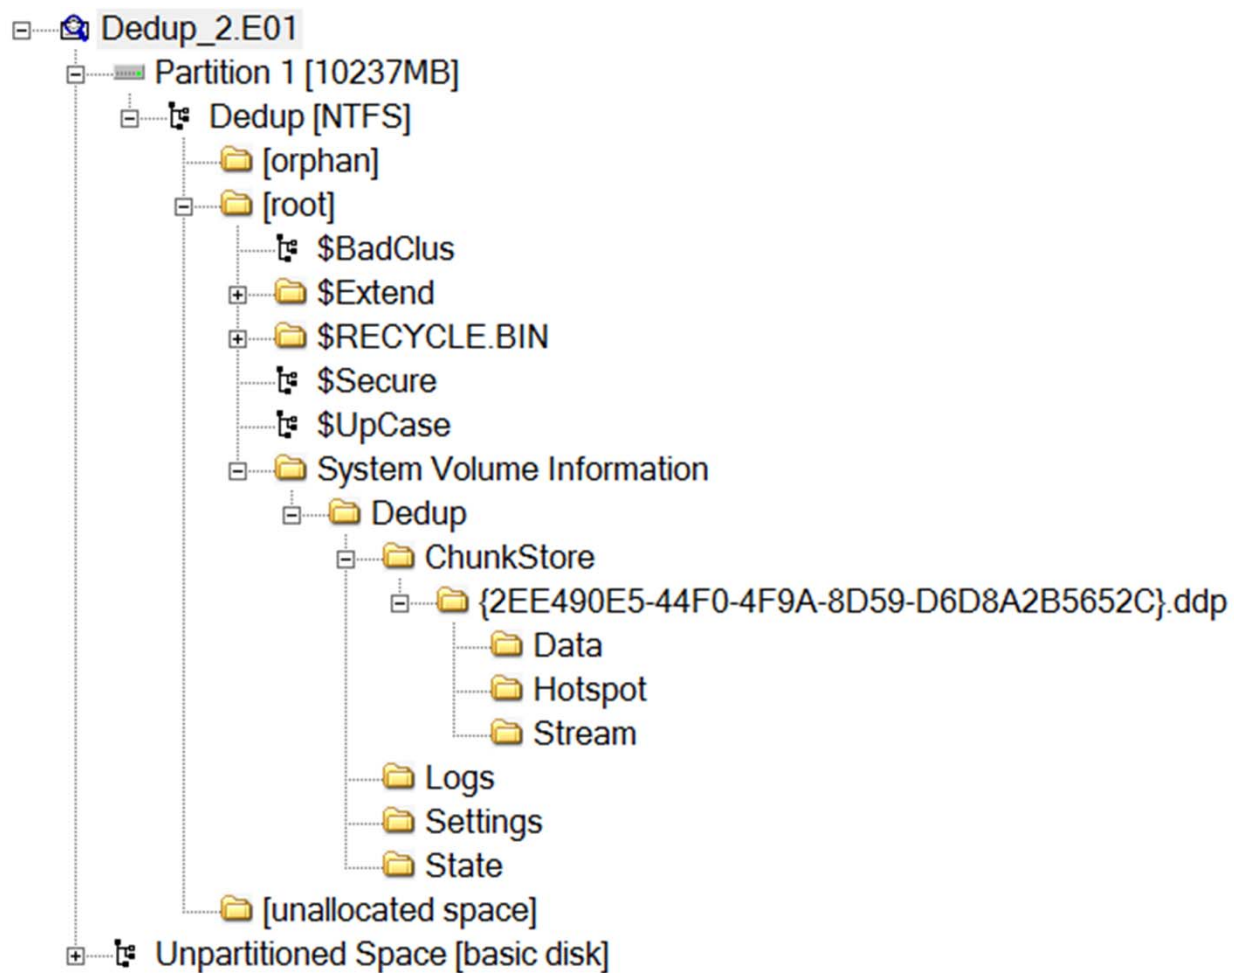 Dedup_2.E01
Partition 1 [10237MB]
Dedup [NTFS]
[orphan]
[root]
$BadClus
$Extend
$RECYCLE.BIN
$Secure
$UpCase
System Volume Information
Dedup
ChunkStore
{2EE490E5-44F0-4F9A-8D59-D6D8A2B5652C}.ddp
Data
Hotspot
Stream
Logs
Settings
State
[unallocated space]
Unpartitioned Space [basic disk]